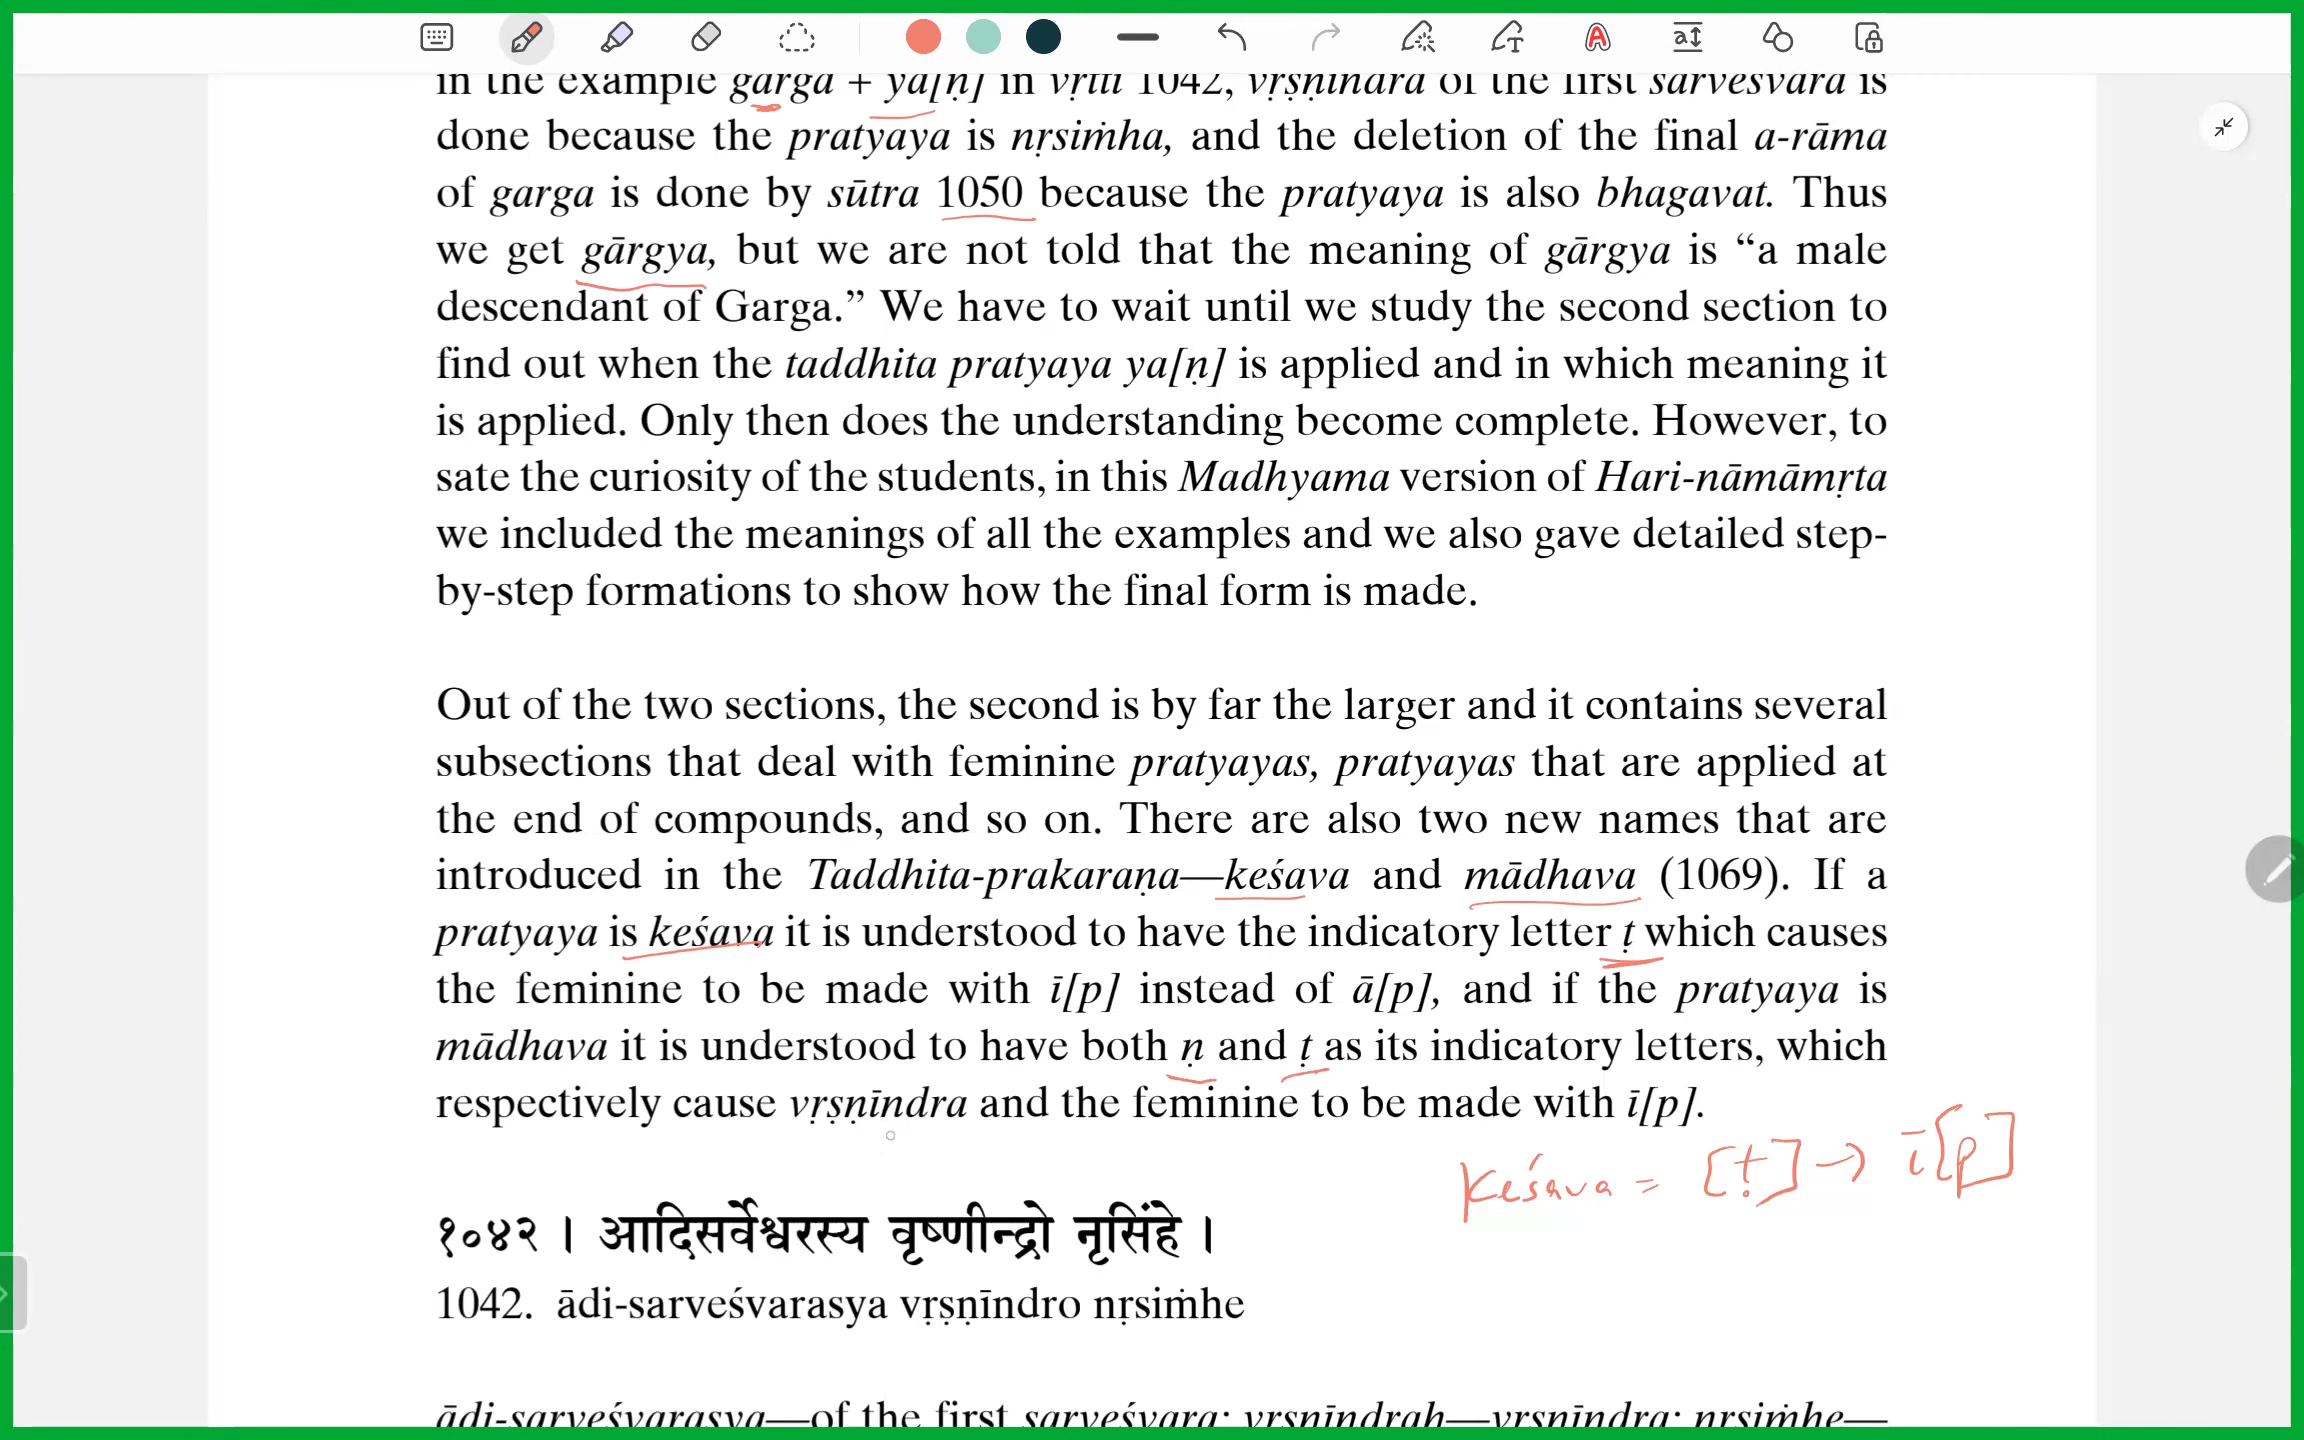 in the example garga + ya[ṇ] in vṛtti 1042, vṛṣṇīndra of the first sarveśvara is
done because the pratyaya is nṛsiṁha, and the deletion of the final a-rāma
of garga is done by sūtra 1050 because the pratyaya is also bhagavat. Thus
we get gārgya, but we are not told that the meaning of gārgya is “a male
descendant of Garga.” We have to wait until we study the second section to
find out when the taddhita pratyaya ya[ṇ] is applied and in which meaning it
is applied. Only then does the understanding become complete. However, to
sate the curiosity of the students, in this Madhyama version of Hari-nāmāmṛta
we included the meanings of all the examples and we also gave detailed step-
by-step formations to show how the final form is made.
Out of the two sections, the second is by far the larger and it contains several
subsections that deal with feminine pratyayas, pratyayas that are applied at
the end of compounds, and so on. There are also two new names that are
introduced in the Taddhita-prakaraṇa—keśava and mādhava (1069). If a
pratyaya is keśava it is understood to have the indicatory letter ṭ which causes
the feminine to be made with ī[p] instead of ā[p], and if the pratyaya is
mādhava it is understood to have both ṇ and ṭ as its indicatory letters, which
respectively cause vṛṣṇīndra and the feminine to be made with ī[p].
Keśava = [ṭ] → ī[p]
१०४२ । आदिसर्वेश्वरस्य वृष्णीन्द्रो नृसिंहे ।
1042. ādi-sarveśvarasya vṛṣṇīndro nṛsiṁhe
ādi-sarveśvarasya—of the first sarveśvara; vṛṣṇīndraḥ—vṛṣṇīndra; nṛsiṁhe—